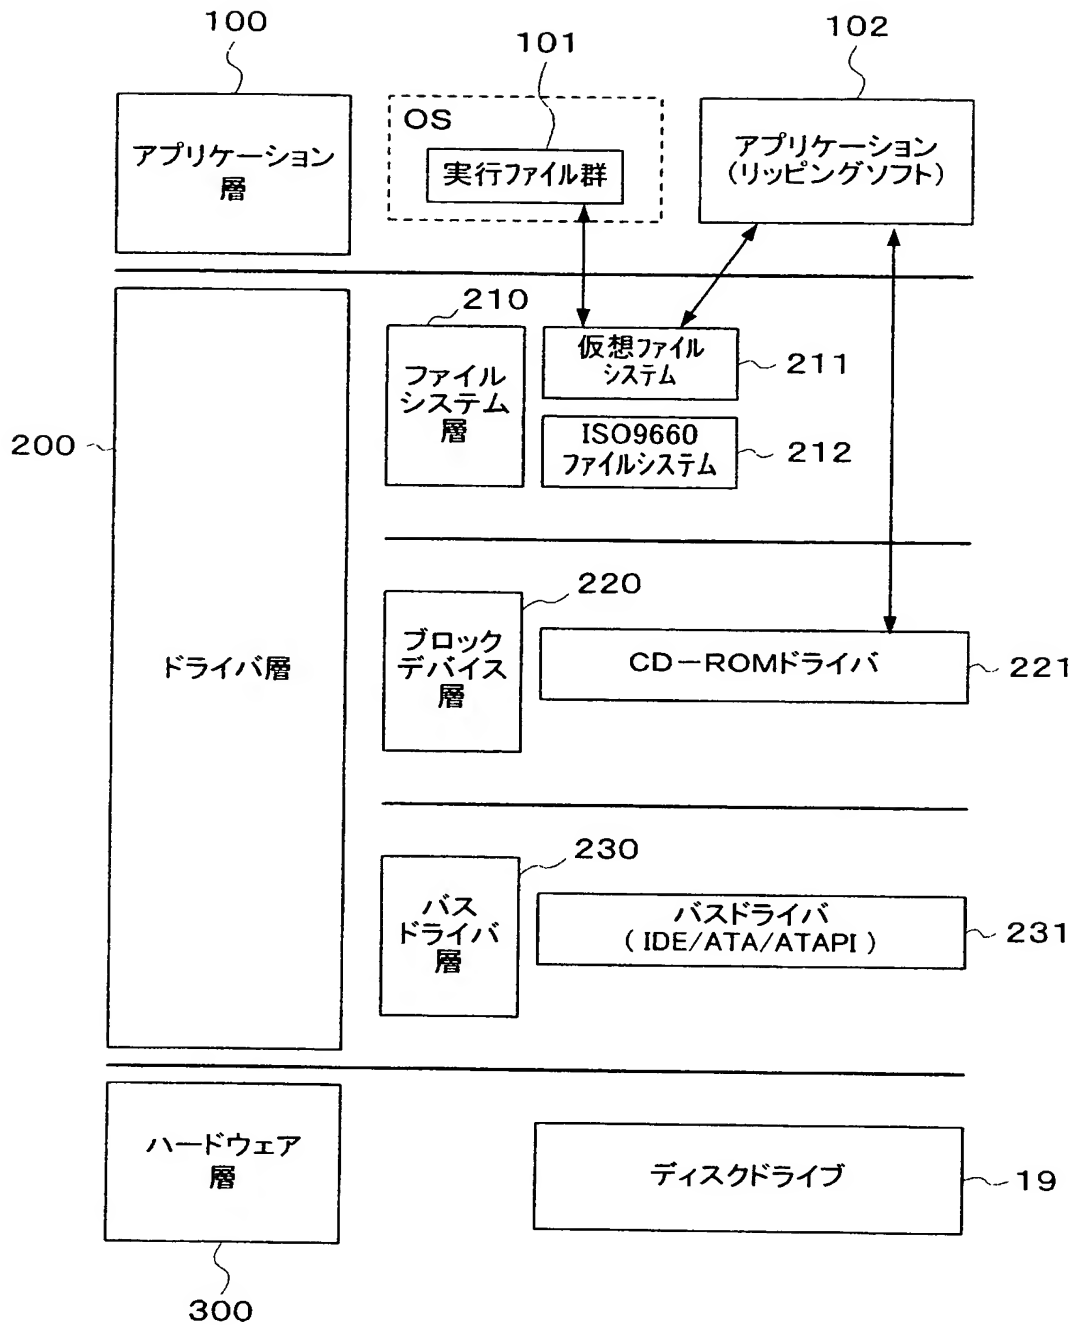 100
101
102
アプリケーション
層
OS
実行ファイル群
アプリケーション
(リッピングソフト)
200
ドライバ層
210
ファイル
システム
層
仮想ファイル
システム
211
ISO9660
ファイルシステム
212
220
ブロック
デバイス
層
CD-ROMドライバ
221
230
バス
ドライバ
層
バスドライバ
( IDE/ATA/ATAPI )
231
ハードウェア
層
300
ディスクドライブ
19